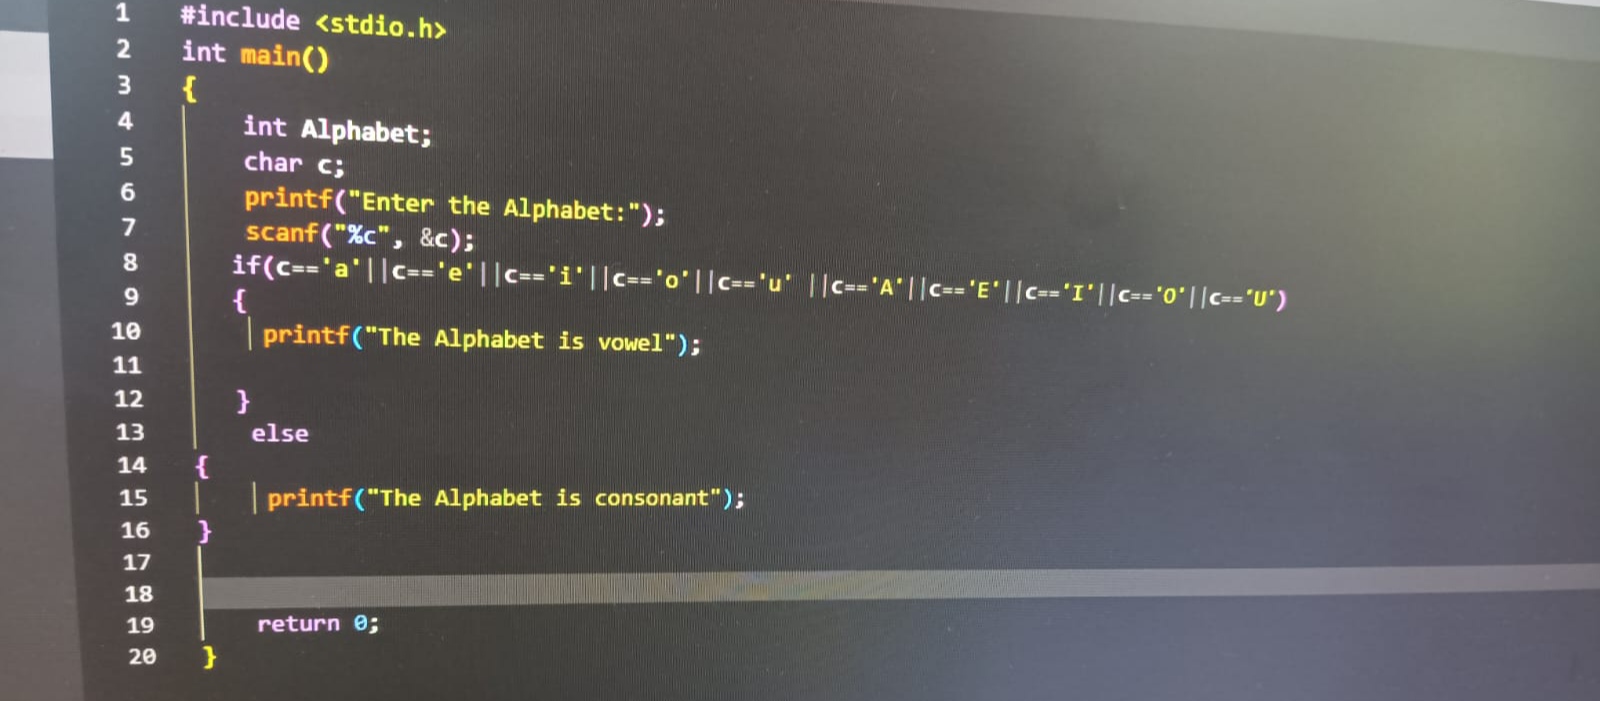 1 #include <stdio.h>
2 int main()
3 {
4 int Alphabet;
5 char c;
6 printf("Enter the Alphabet:");
7 scanf("%c", &c);
8 if(c=='a'||c=='e'||c=='i'||c=='o'||c=='u' ||c=='A'||c=='E'||c=='I'||c=='O'||c=='U')
9 {
10 printf("The Alphabet is vowel");
11
12 }
13 else
14 {
15 printf("The Alphabet is consonant");
16 }
17
18
19 return 0;
20 }